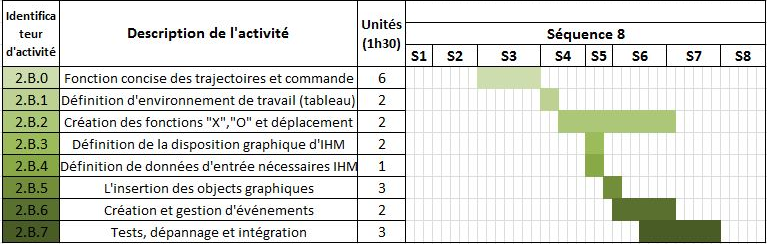 Identifica
teur
d'activité
Description de l'activité
Unités
(1h30)
Séquence 8
S1 S2 S3 S4 S5 S6 S7 S8
2.B.0 Fonction concise des trajectoires et commande 6
2.B.1 Définition d'environnement de travail (tableau) 2
2.B.2 Création des fonctions "X","O" et déplacement 2
2.B.3 Définition de la disposition graphique d'IHM 2
2.B.4 Définition de données d'entrée nécessaires IHM 1
2.B.5 L'insertion des objects graphiques 3
2.B.6 Création et gestion d'événements 2
2.B.7 Tests, dépannage et intégration 3